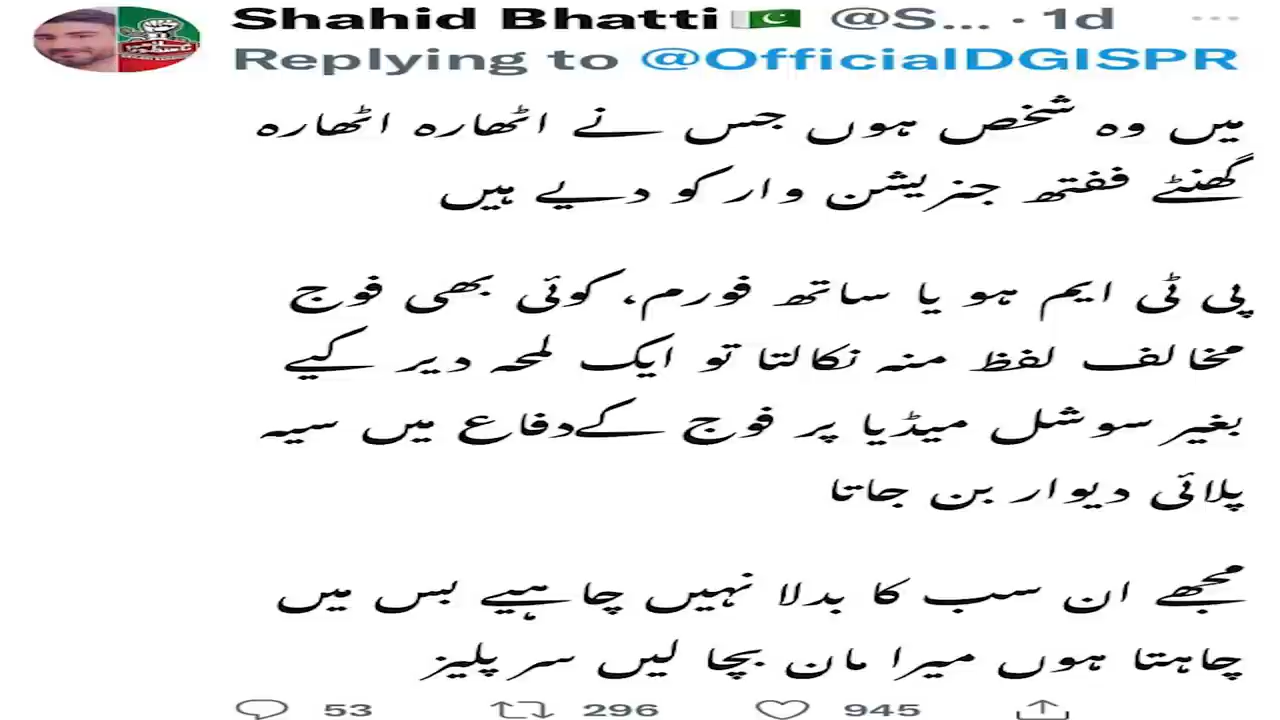 Shahid Bhatti🇵🇰 @S... · 1d ...
Replying to @OfficialDGISPR
میں وہ شخص ہوں جس نے اٹھارہ اٹھارہ
گھنٹے ففتھ جنریشن وار کو دیے ہیں
پی ٹی ایم ہو یا ساتھ فورم، کوئی بھی فوج
مخالف لفظ منہ نکالتا تو ایک لمحہ دیر کیے
بغیر سوشل میڈیا پر فوج کےدفاع میں سیہ
پلائی دیوار بن جاتا
مجھے ان سب کا بدلا نہیں چاہیے بس میں
چاہتا ہوں میرا مان بچا لیں سر پلیز
53 296 945